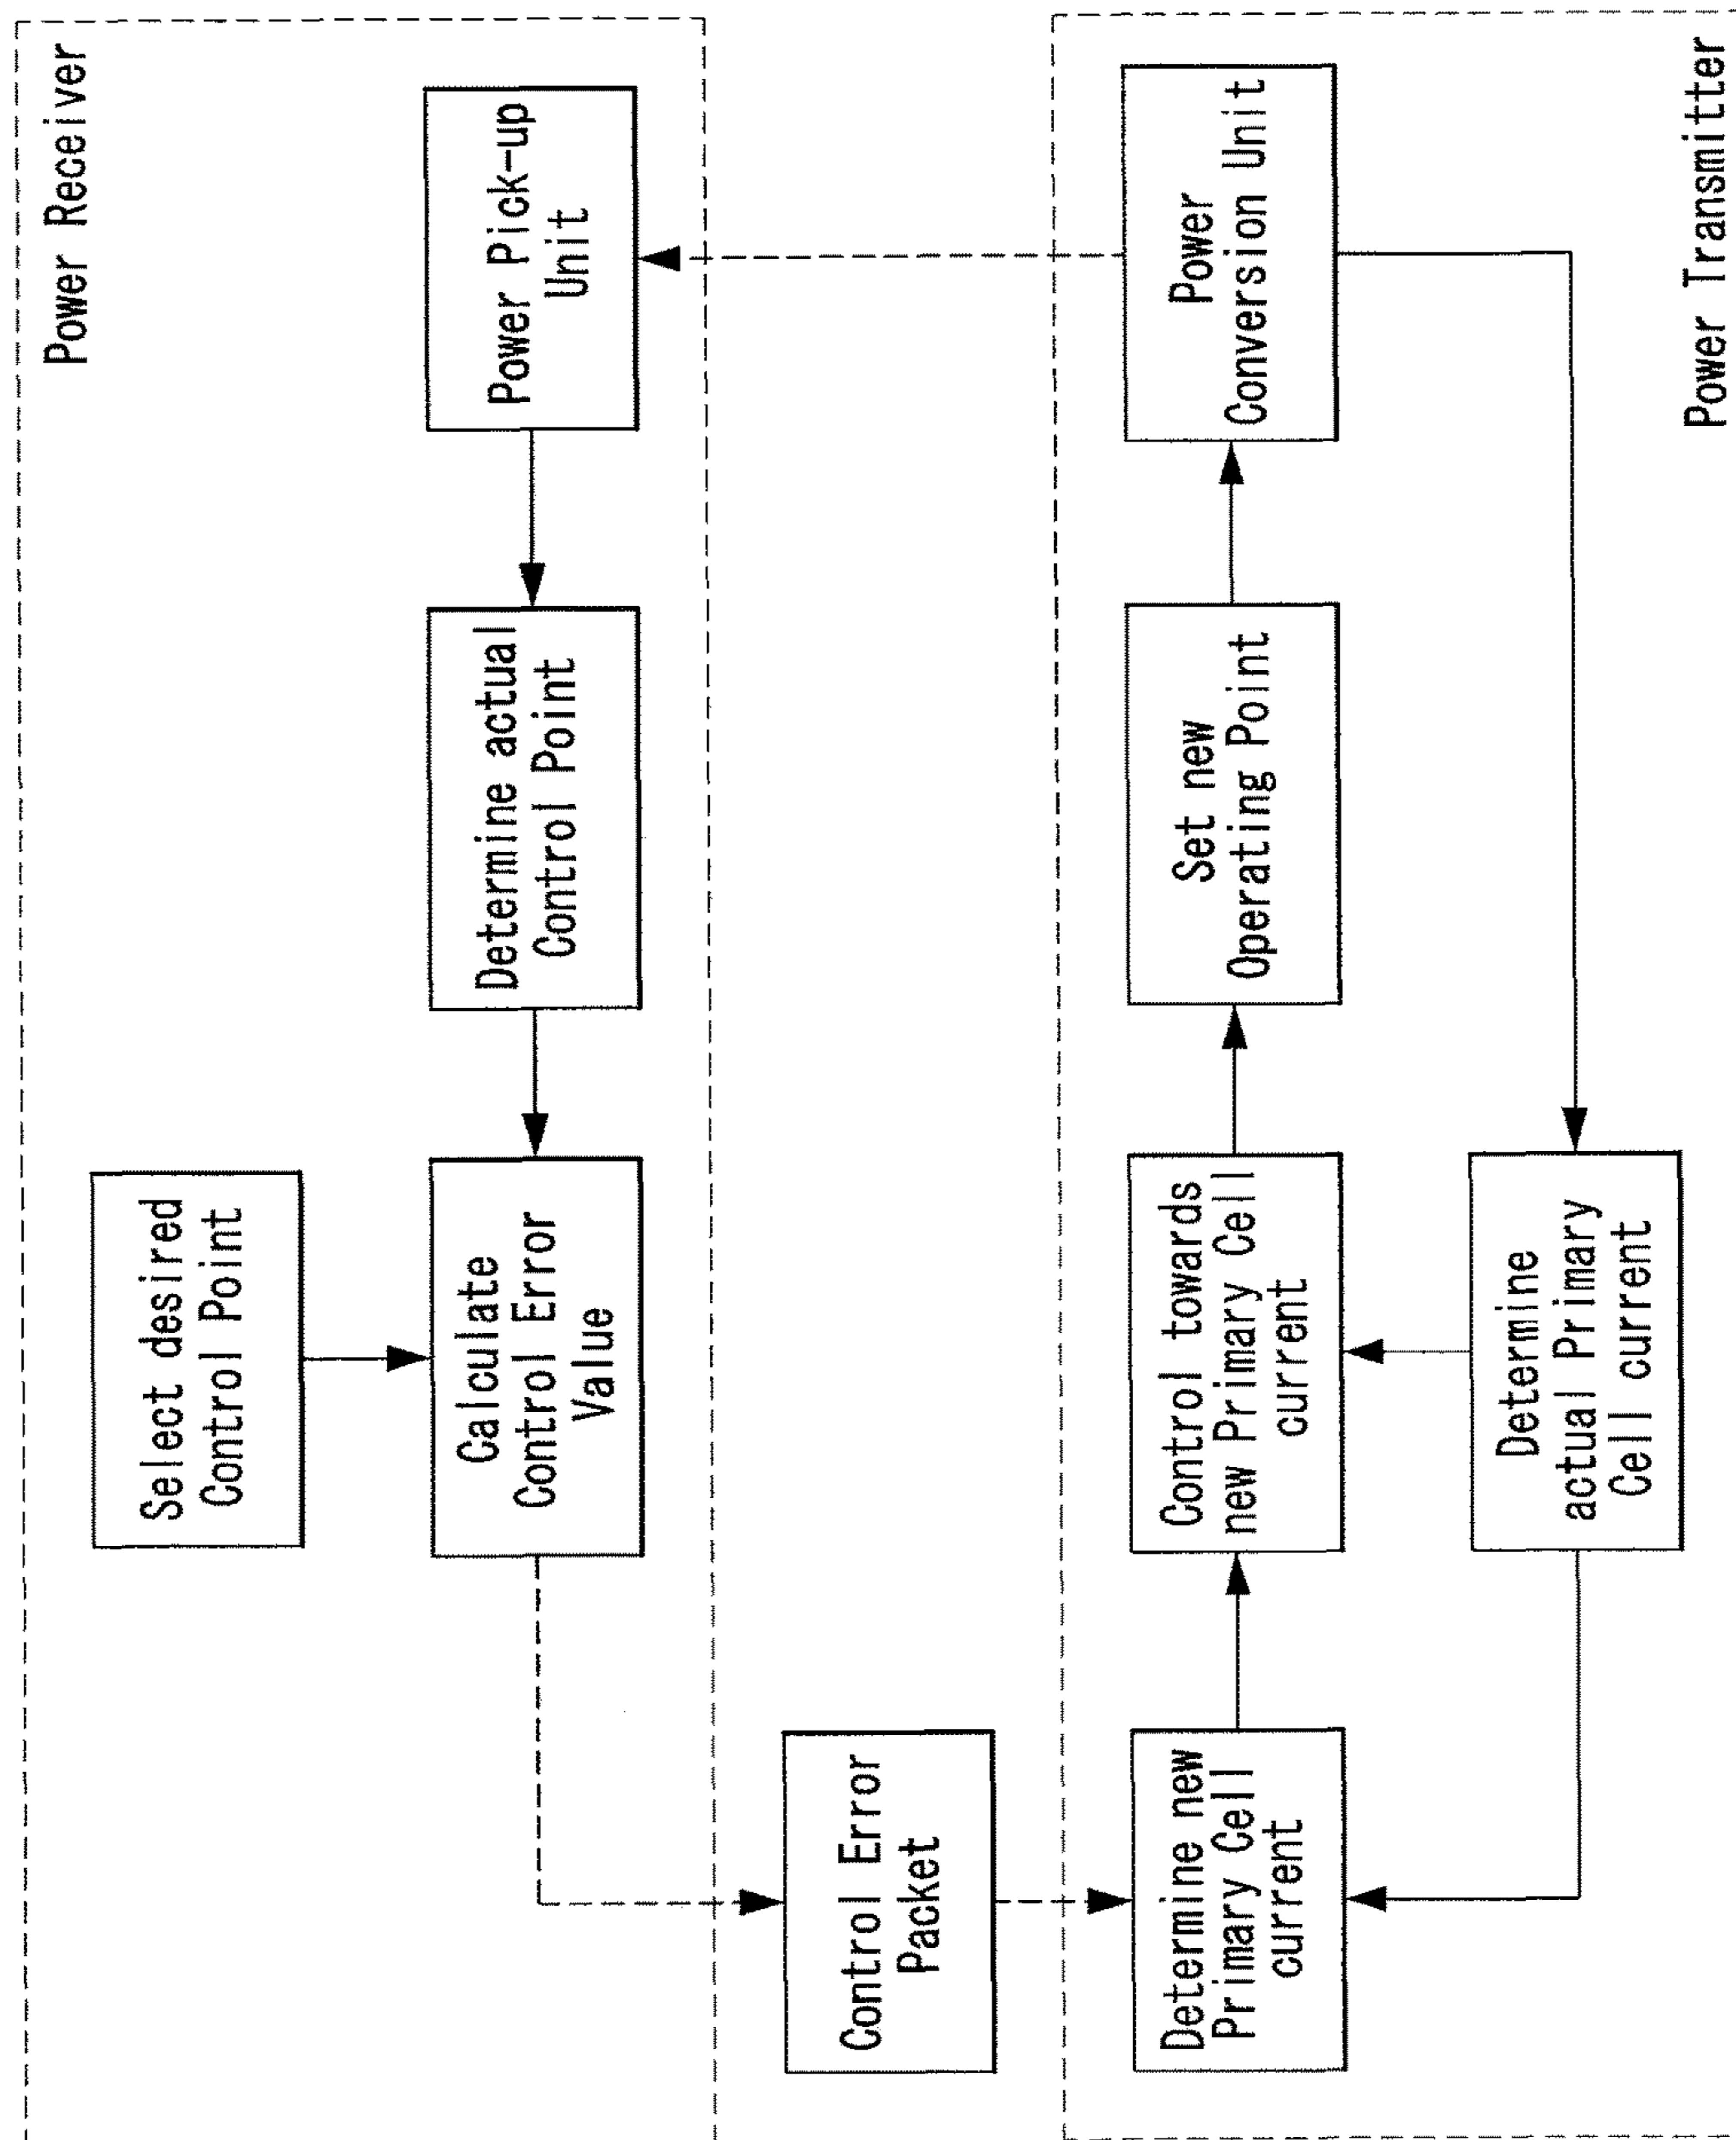 Power Receiver
Select desired
Control Point
Calculate
Control Error
Value
Determine actual
Control Point
Power Pick-up
Unit
Control Error
Packet
Determine new
Primary Cell
current
Control towards
new Primary Cell
current
Set new
Operating Point
Power
Conversion Unit
Determine
actual Primary
Cell current
Power Transmitter